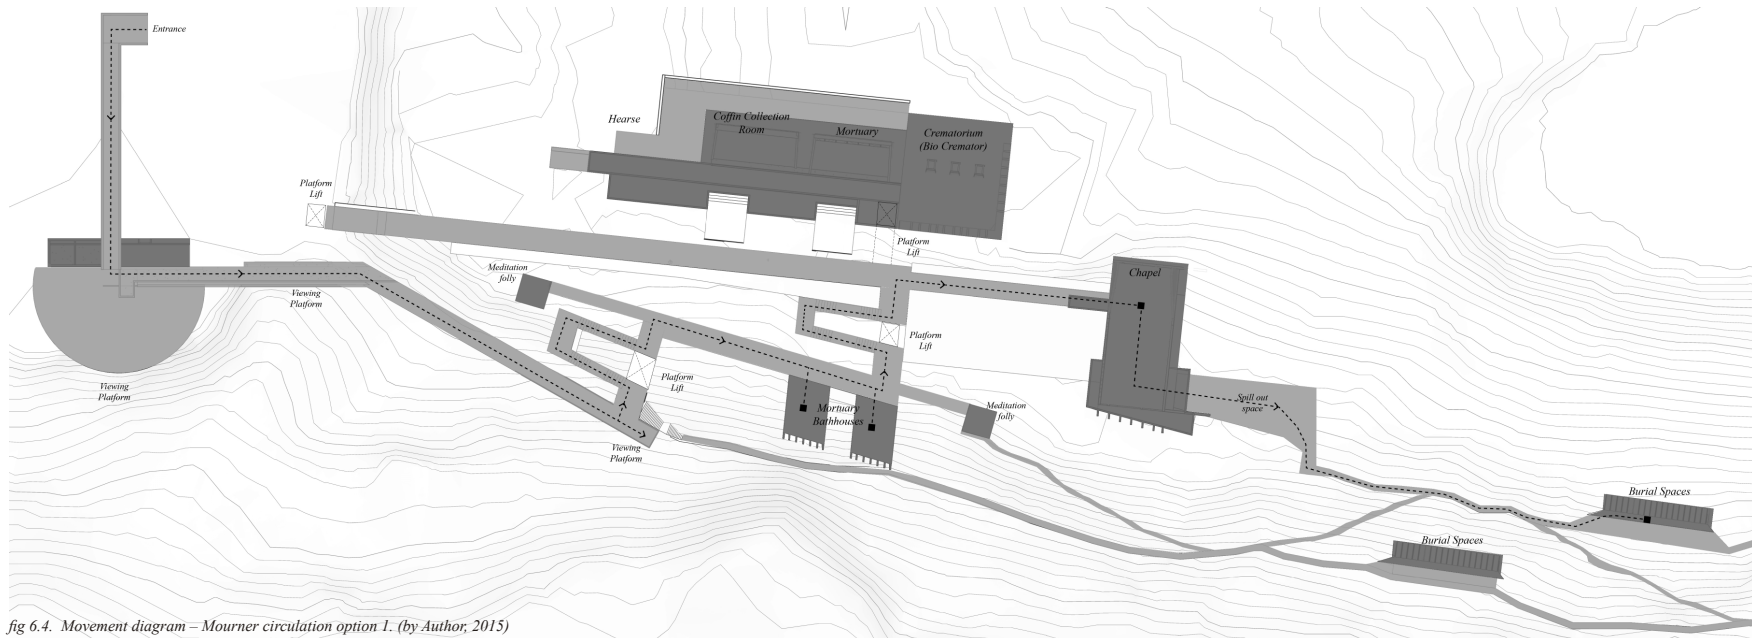 Entrance
Hearse
Coffin Collection
Room
Mortuary
Crematorium
(Bio Cremator)
Platform
Lift
Platform
Lift
Meditation
folly
Chapel
Viewing
Platform
Platform
Lift
Platform
Lift
Viewing
Platform
Mortuary
Bathhouses
Meditation
folly
Spill out
space
Viewing
Platform
Burial Spaces
Burial Spaces
fig 6.4. Movement diagram – Mourner circulation option 1. (by Author, 2015)